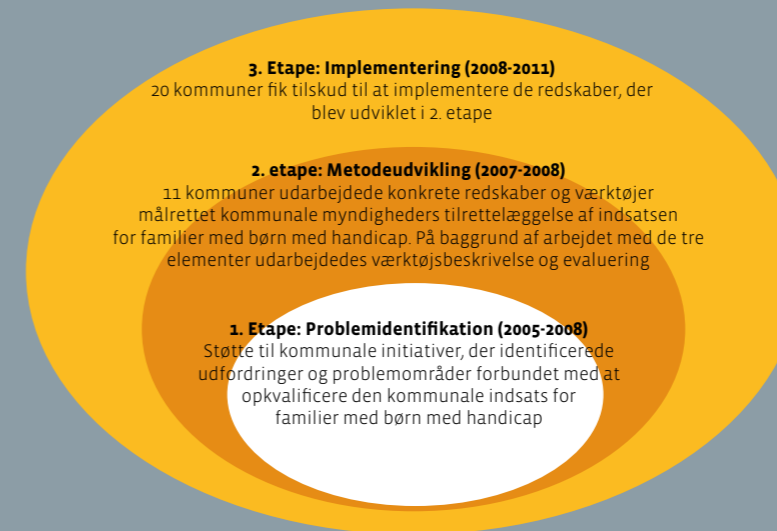 3. Etape: Implementering (2008-2011)
20 kommuner fik tilskud til at implementere de redskaber, der
blev udviklet i 2. etape
2. etape: Metodeudvikling (2007-2008)
11 kommuner udarbejdede konkrete redskaber og værktøjer
målrettet kommunale myndigheders tilrettelæggelse af indsatsen
for familier med børn med handicap. På baggrund af arbejdet med de tre
elementer udarbejdedes værktøjsbeskrivelse og evaluering
1. Etape: Problemidentifikation (2005-2008)
Støtte til kommunale initiativer, der identificerede
udfordringer og problemområder forbundet med at
opkvalificere den kommunale indsats for
familier med børn med handicap